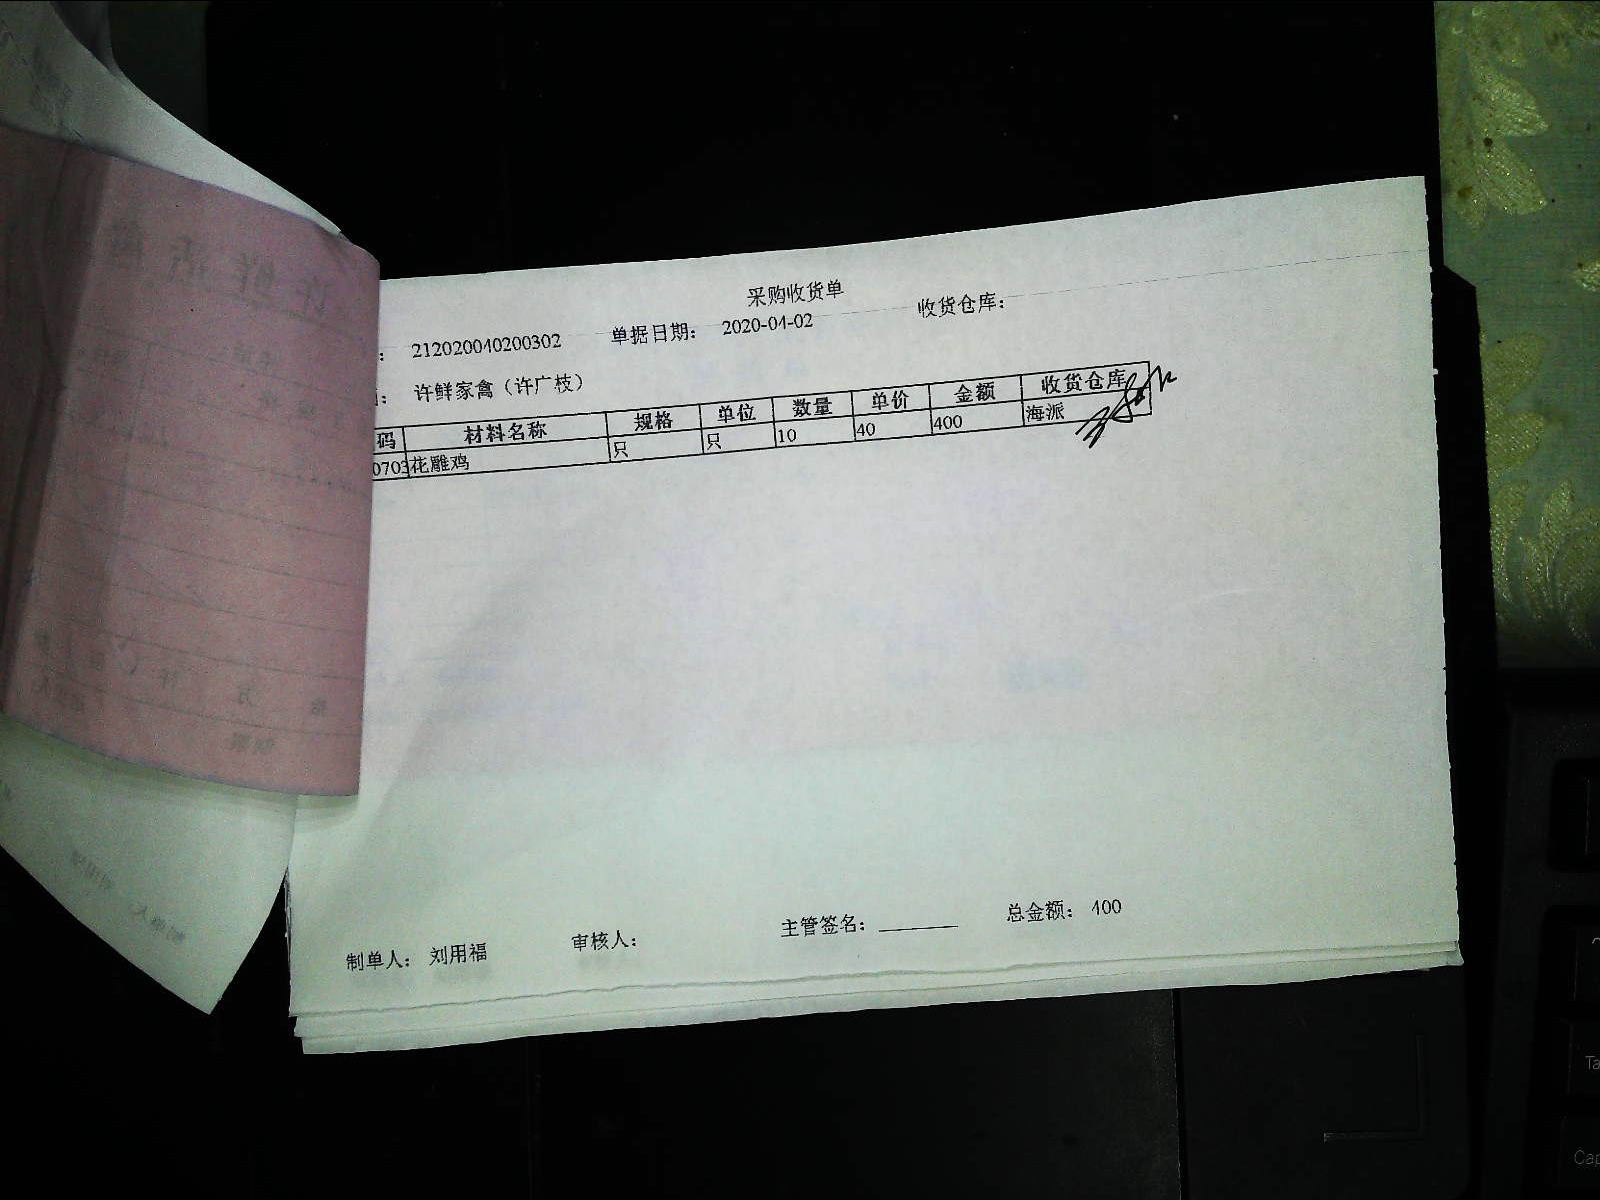 采购收货单
: 212020040200302 单据日期: 2020-04-02 收货仓库:
: 许鲜家禽（许广枝）
码 材料名称 规格 单位 数量 单价 金额 收货仓库
0703 花雕鸡 只 只 10 40 400 海派
制单人: 刘用福 审核人: 主管签名: 总金额: 400